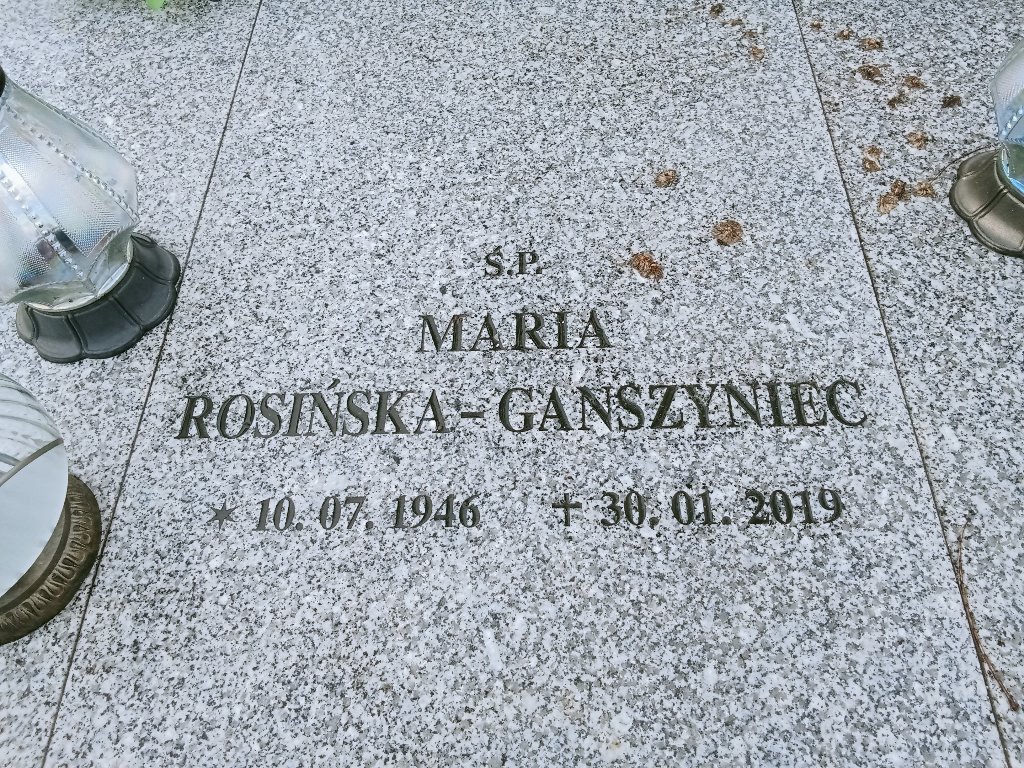 Ś.P.
MARIA
ROSIŃSKA-GANSZYNIEC
✶ 10. 07. 1946 ✝ 30. 01. 2019